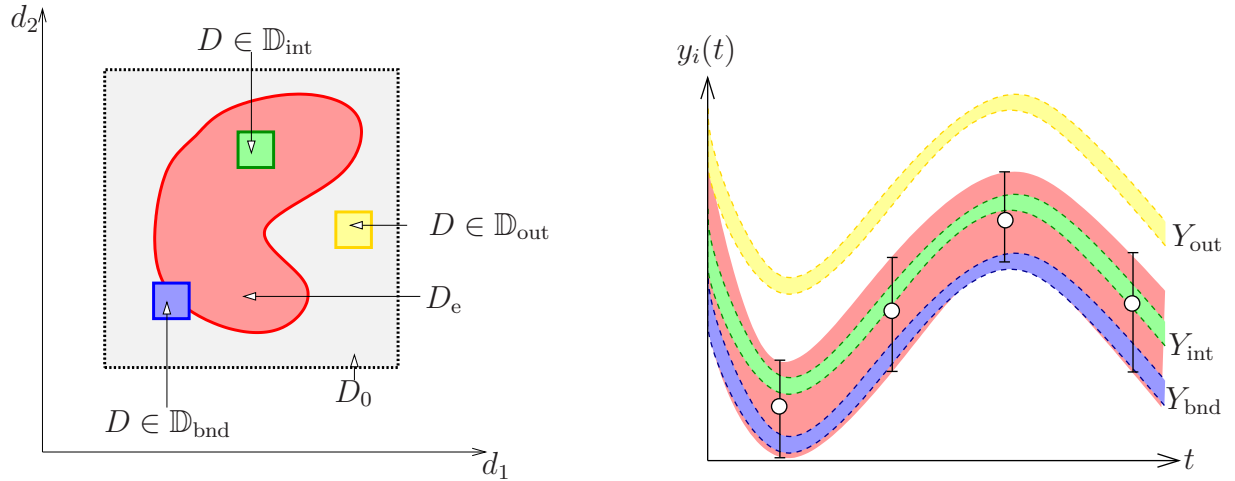 d₂
D ∈ 𝔻int
D ∈ 𝔻out
Dₑ
D₀
D ∈ 𝔻bnd
d₁
yᵢ(t)
Yout
Yint
Ybnd
t